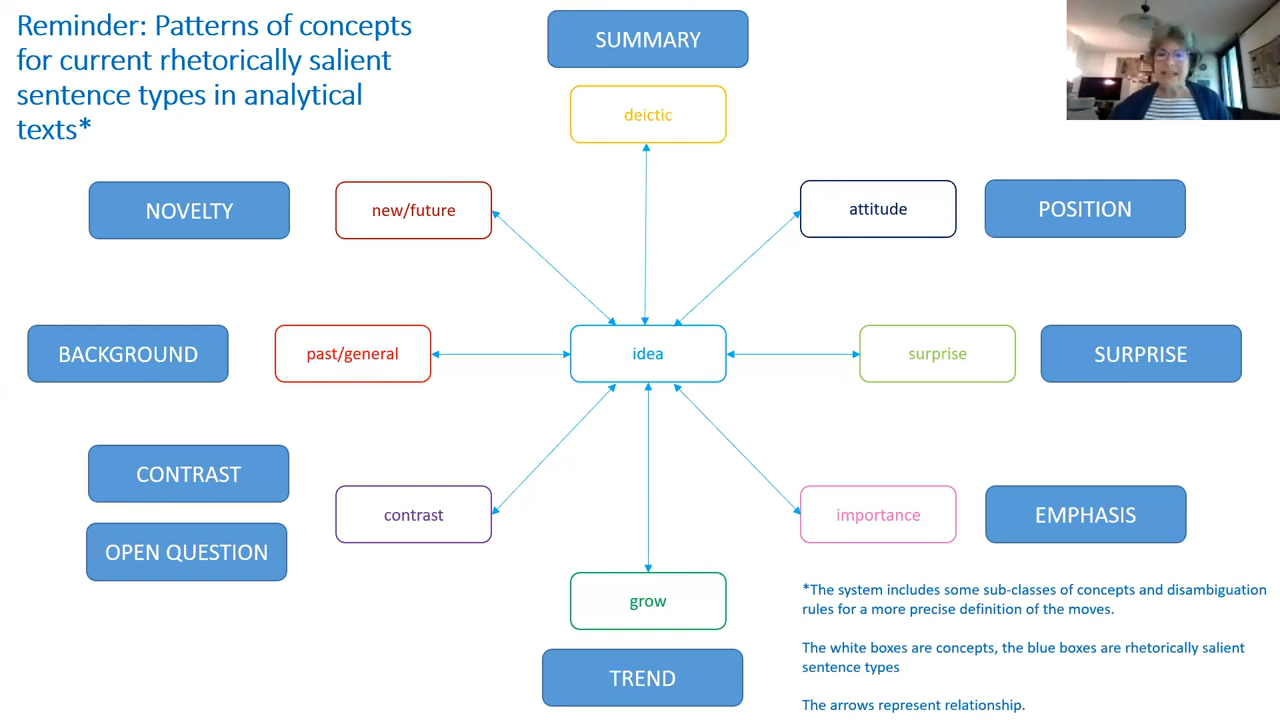 Reminder: Patterns of concepts
for current rhetorically salient
sentence types in analytical
texts*
SUMMARY
deictic
NOVELTY
new/future
attitude
POSITION
BACKGROUND
past/general
idea
surprise
SURPRISE
CONTRAST
OPEN QUESTION
contrast
importance
EMPHASIS
grow
TREND
*The system includes some sub-classes of concepts and disambiguation
rules for a more precise definition of the moves.
The white boxes are concepts, the blue boxes are rhetorically salient
sentence types
The arrows represent relationship.